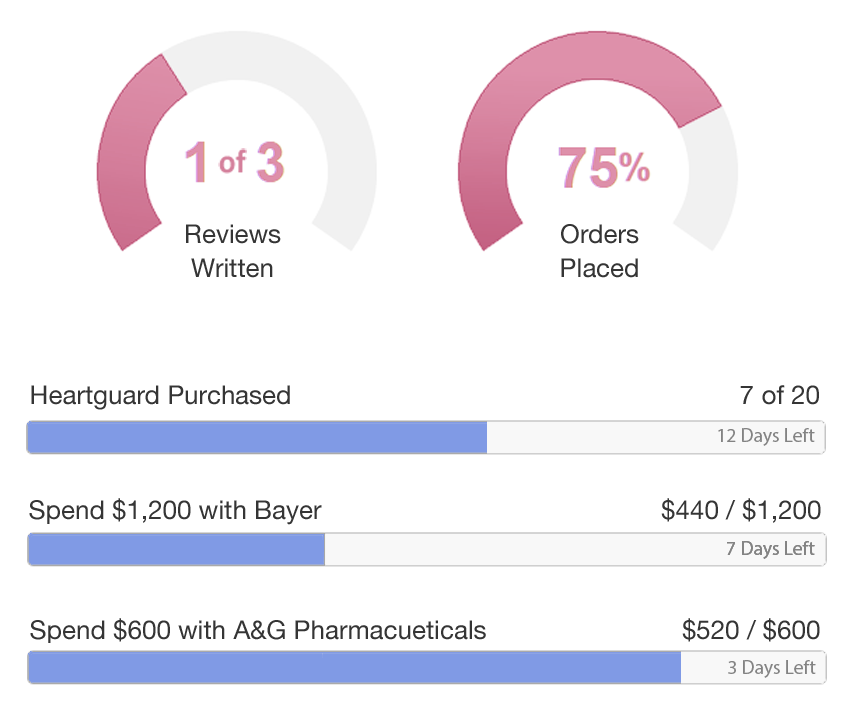 1 of 3
Reviews
Written
75%
Orders
Placed
Heartguard Purchased 7 of 20
12 Days Left
Spend $1,200 with Bayer $440 / $1,200
7 Days Left
Spend $600 with A&G Pharmacueticals $520 / $600
3 Days Left